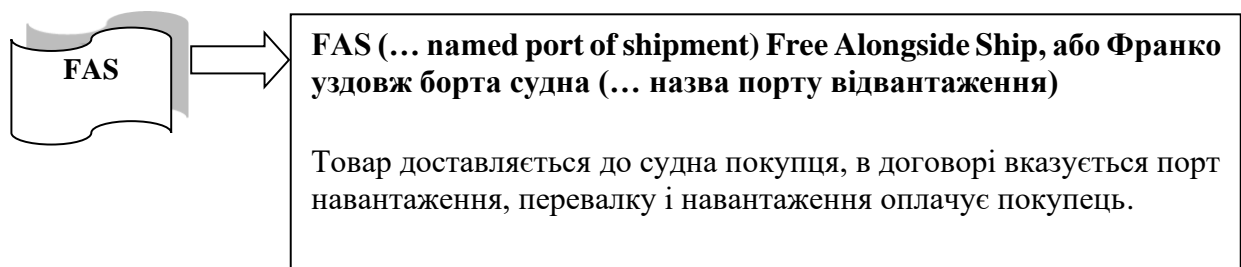 FAS
FAS (… named port of shipment) Free Alongside Ship, або Франко
уздовж борта судна (… назва порту відвантаження)
Товар доставляється до судна покупця, в договорі вказується порт
навантаження, перевалку і навантаження оплачує покупець.